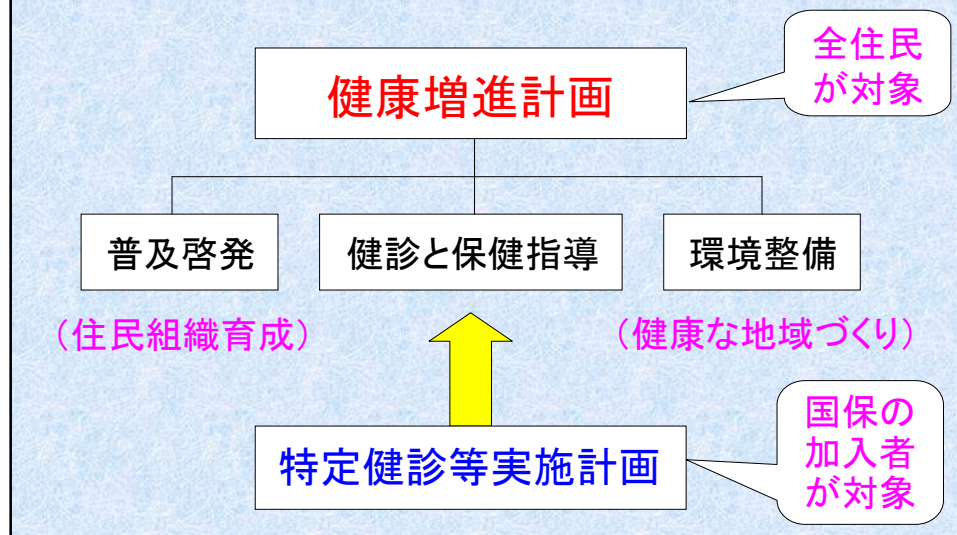 全住民
が対象
健康増進計画
普及啓発
健診と保健指導
環境整備
（住民組織育成）
（健康な地域づくり）
国保の
加入者
が対象
特定健診等実施計画